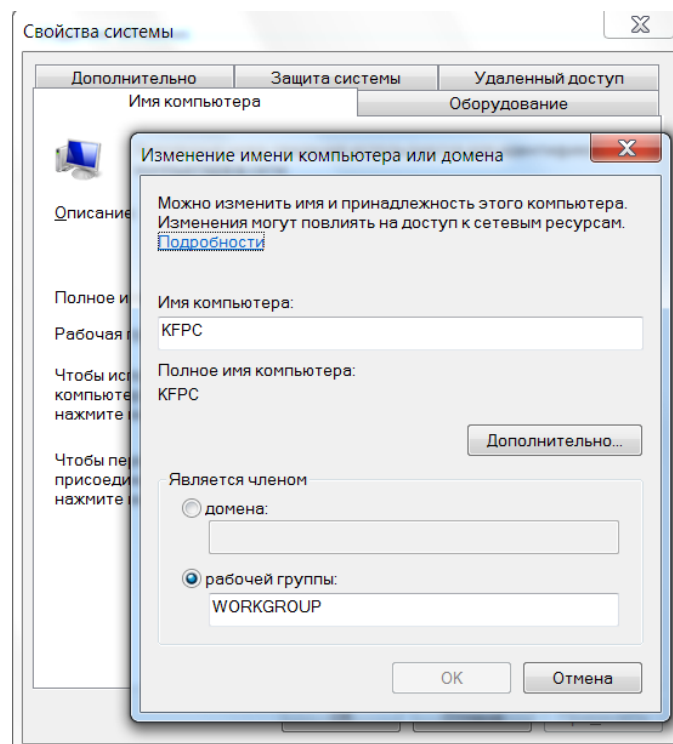 Свойства системы
Дополнительно
Защита системы
Удаленный доступ
Имя компьютера
Оборудование
Изменение имени компьютера или домена
Описание
Можно изменить имя и принадлежность этого компьютера.
Изменения могут повлиять на доступ к сетевым ресурсам.
Подробности
Полное и
Имя компьютера:
KFPC
Рабочая
Полное имя компьютера:
KFPC
Чтобы исп
компьюте
нажмите
Дополнительно...
Чтобы пер
присоеди
нажмите
Является членом
домена:
рабочей группы:
WORKGROUP
OK
Отмена